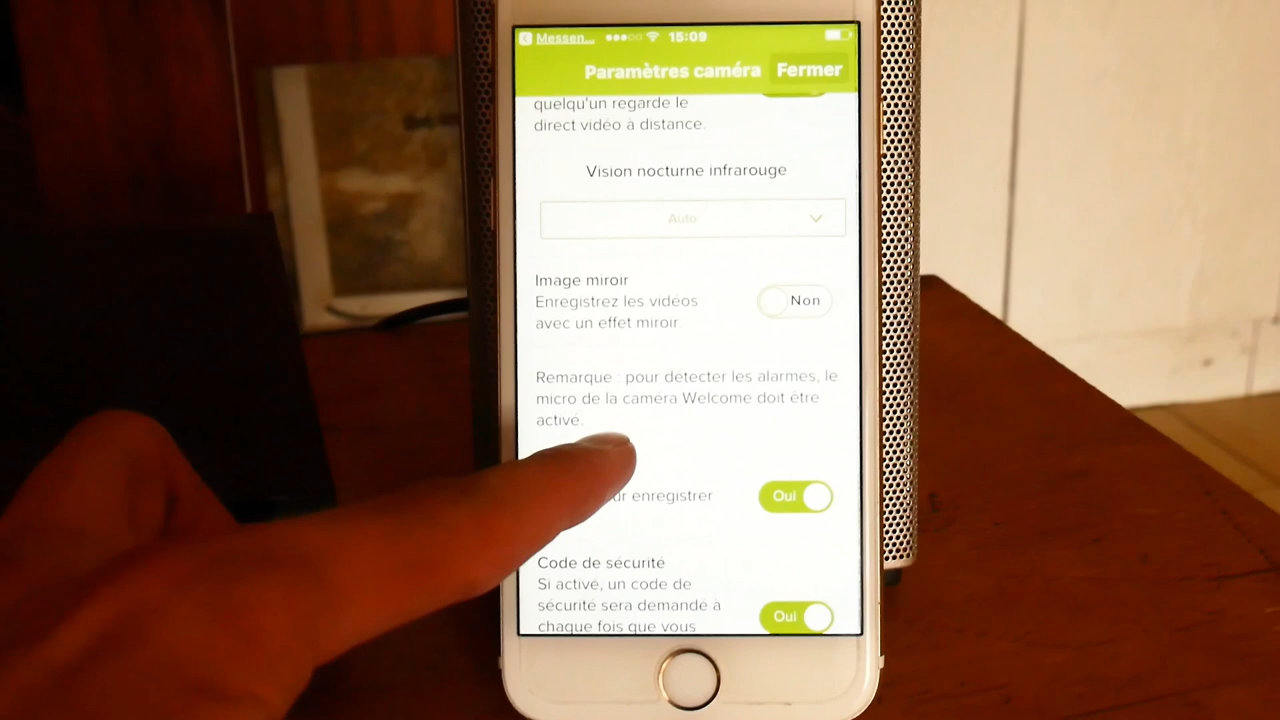 Messen... 15:09
Paramètres caméra Fermer
quelqu'un regarde le
direct vidéo à distance.
Vision nocturne infrarouge
Auto
Image miroir
Enregistrez les vidéos
avec un effet miroir.
Non
Remarque : pour detecter les alarmes, le
micro de la caméra Welcome doit être
activé.
enregistrer
Oui
Code de sécurité
Si activé, un code de
sécurité sera demandé à
chaque fois que vous
Oui